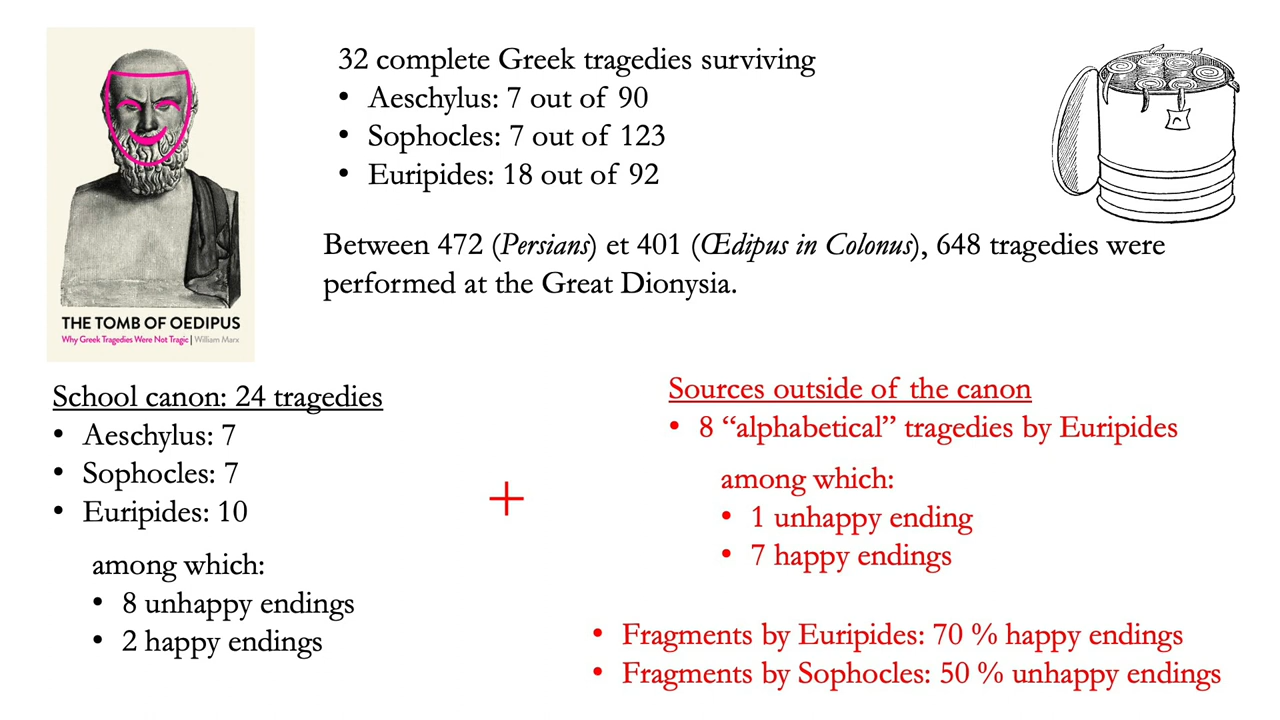 THE TOMB OF OEDIPUS
Why Greek Tragedies Were Not Tragic | William Marx
32 complete Greek tragedies surviving
• Aeschylus: 7 out of 90
• Sophocles: 7 out of 123
• Euripides: 18 out of 92
Between 472 (Persians) et 401 (Œdipus in Colonus), 648 tragedies were
performed at the Great Dionysia.
School canon: 24 tragedies
• Aeschylus: 7
• Sophocles: 7
• Euripides: 10
among which:
• 8 unhappy endings
• 2 happy endings
+
Sources outside of the canon
• 8 “alphabetical” tragedies by Euripides
among which:
• 1 unhappy ending
• 7 happy endings
• Fragments by Euripides: 70 % happy endings
• Fragments by Sophocles: 50 % unhappy endings